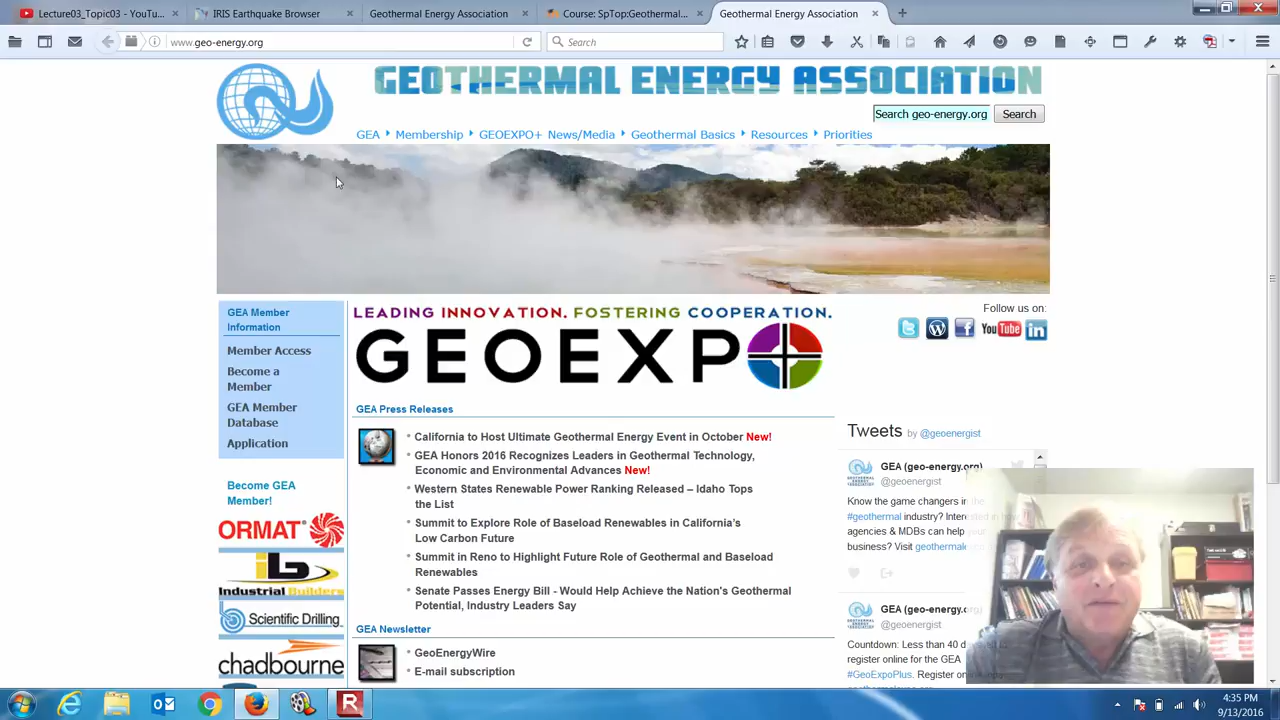 Lecture03_Topic03 - YouTu...
IRIS Earthquake Browser
Geothermal Energy Association
Course: SpTop:Geothermal...
Geothermal Energy Association
www.geo-energy.org
Search
GEOTHERMAL ENERGY ASSOCIATION
Search geo-energy.org
Search
GEA
Membership
GEOEXPO+
News/Media
Geothermal Basics
Resources
Priorities
GEA Member
Information
Member Access
Become a
Member
GEA Member
Database
Application
Become GEA
Member!
ORMAT
ib
Industrial Builders
Scientific Drilling
chadbourne
LEADING INNOVATION. FOSTERING COOPERATION.
GEOEXPO
GEA Press Releases
California to Host Ultimate Geothermal Energy Event in October New!
GEA Honors 2016 Recognizes Leaders in Geothermal Technology,
Economic and Environmental Advances New!
Western States Renewable Power Ranking Released – Idaho Tops
the List
Summit to Explore Role of Baseload Renewables in California's
Low Carbon Future
Summit in Reno to Highlight Future Role of Geothermal and Baseload
Renewables
Senate Passes Energy Bill - Would Help Achieve the Nation's Geothermal
Potential, Industry Leaders Say
GEA Newsletter
GeoEnergyWire
E-mail subscription
Follow us on:
YouTube
in
Tweets by @geoenergist
GEA (geo-energy.org)
@geoenergist
Know the game changers in the
#geothermal industry? Interested in how
agencies & MDBs can help your
business? Visit
GEA (geo-energy.org)
@geoenergist
Countdown: Less than 40 d
register online for the GEA
#GeoExpoPlus. Register
4:35 PM
9/13/2016